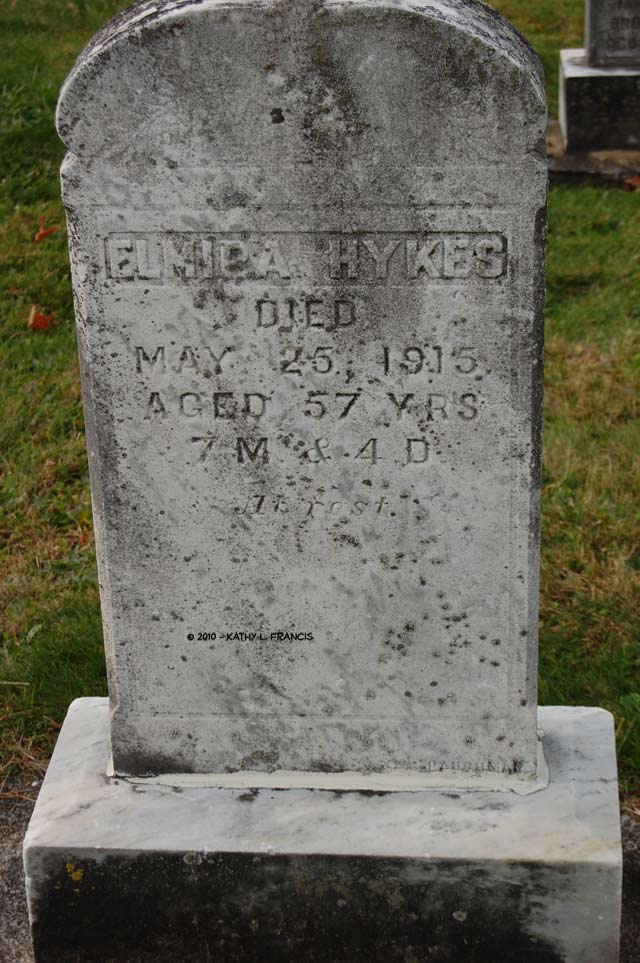 ELMIRA HYKES
DIED
MAY 25, 1915.
AGED 57 YRS
7 M & 4 D
At rest.
© 2010 - KATHY L. FRANCIS